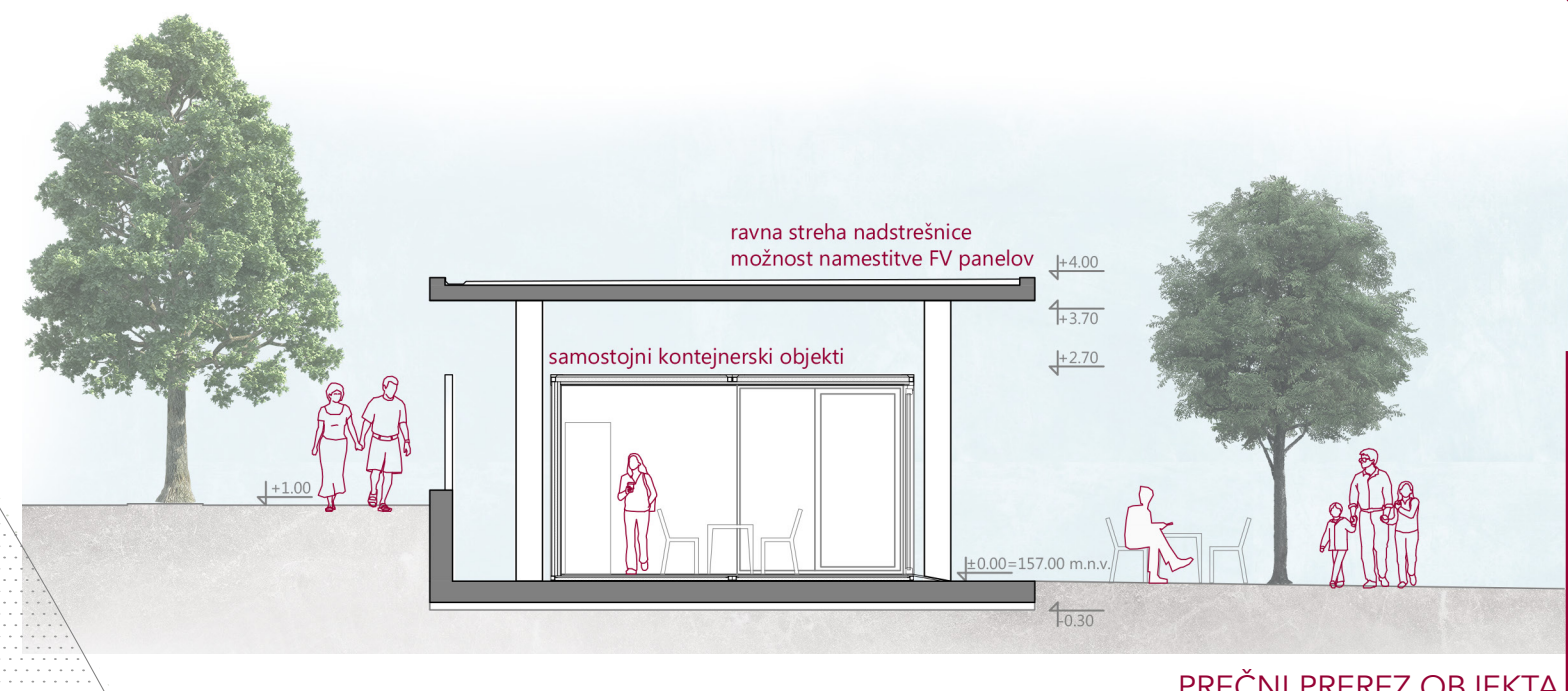 ravna streha nadstrešnice
možnost namestitve FV panelov
+4.00
+3.70
samostojni kontejnerski objekti
+2.70
+1.00
±0.00=157.00 m.n.v.
-0.30
PREČNI PREREZ OBJEKTA